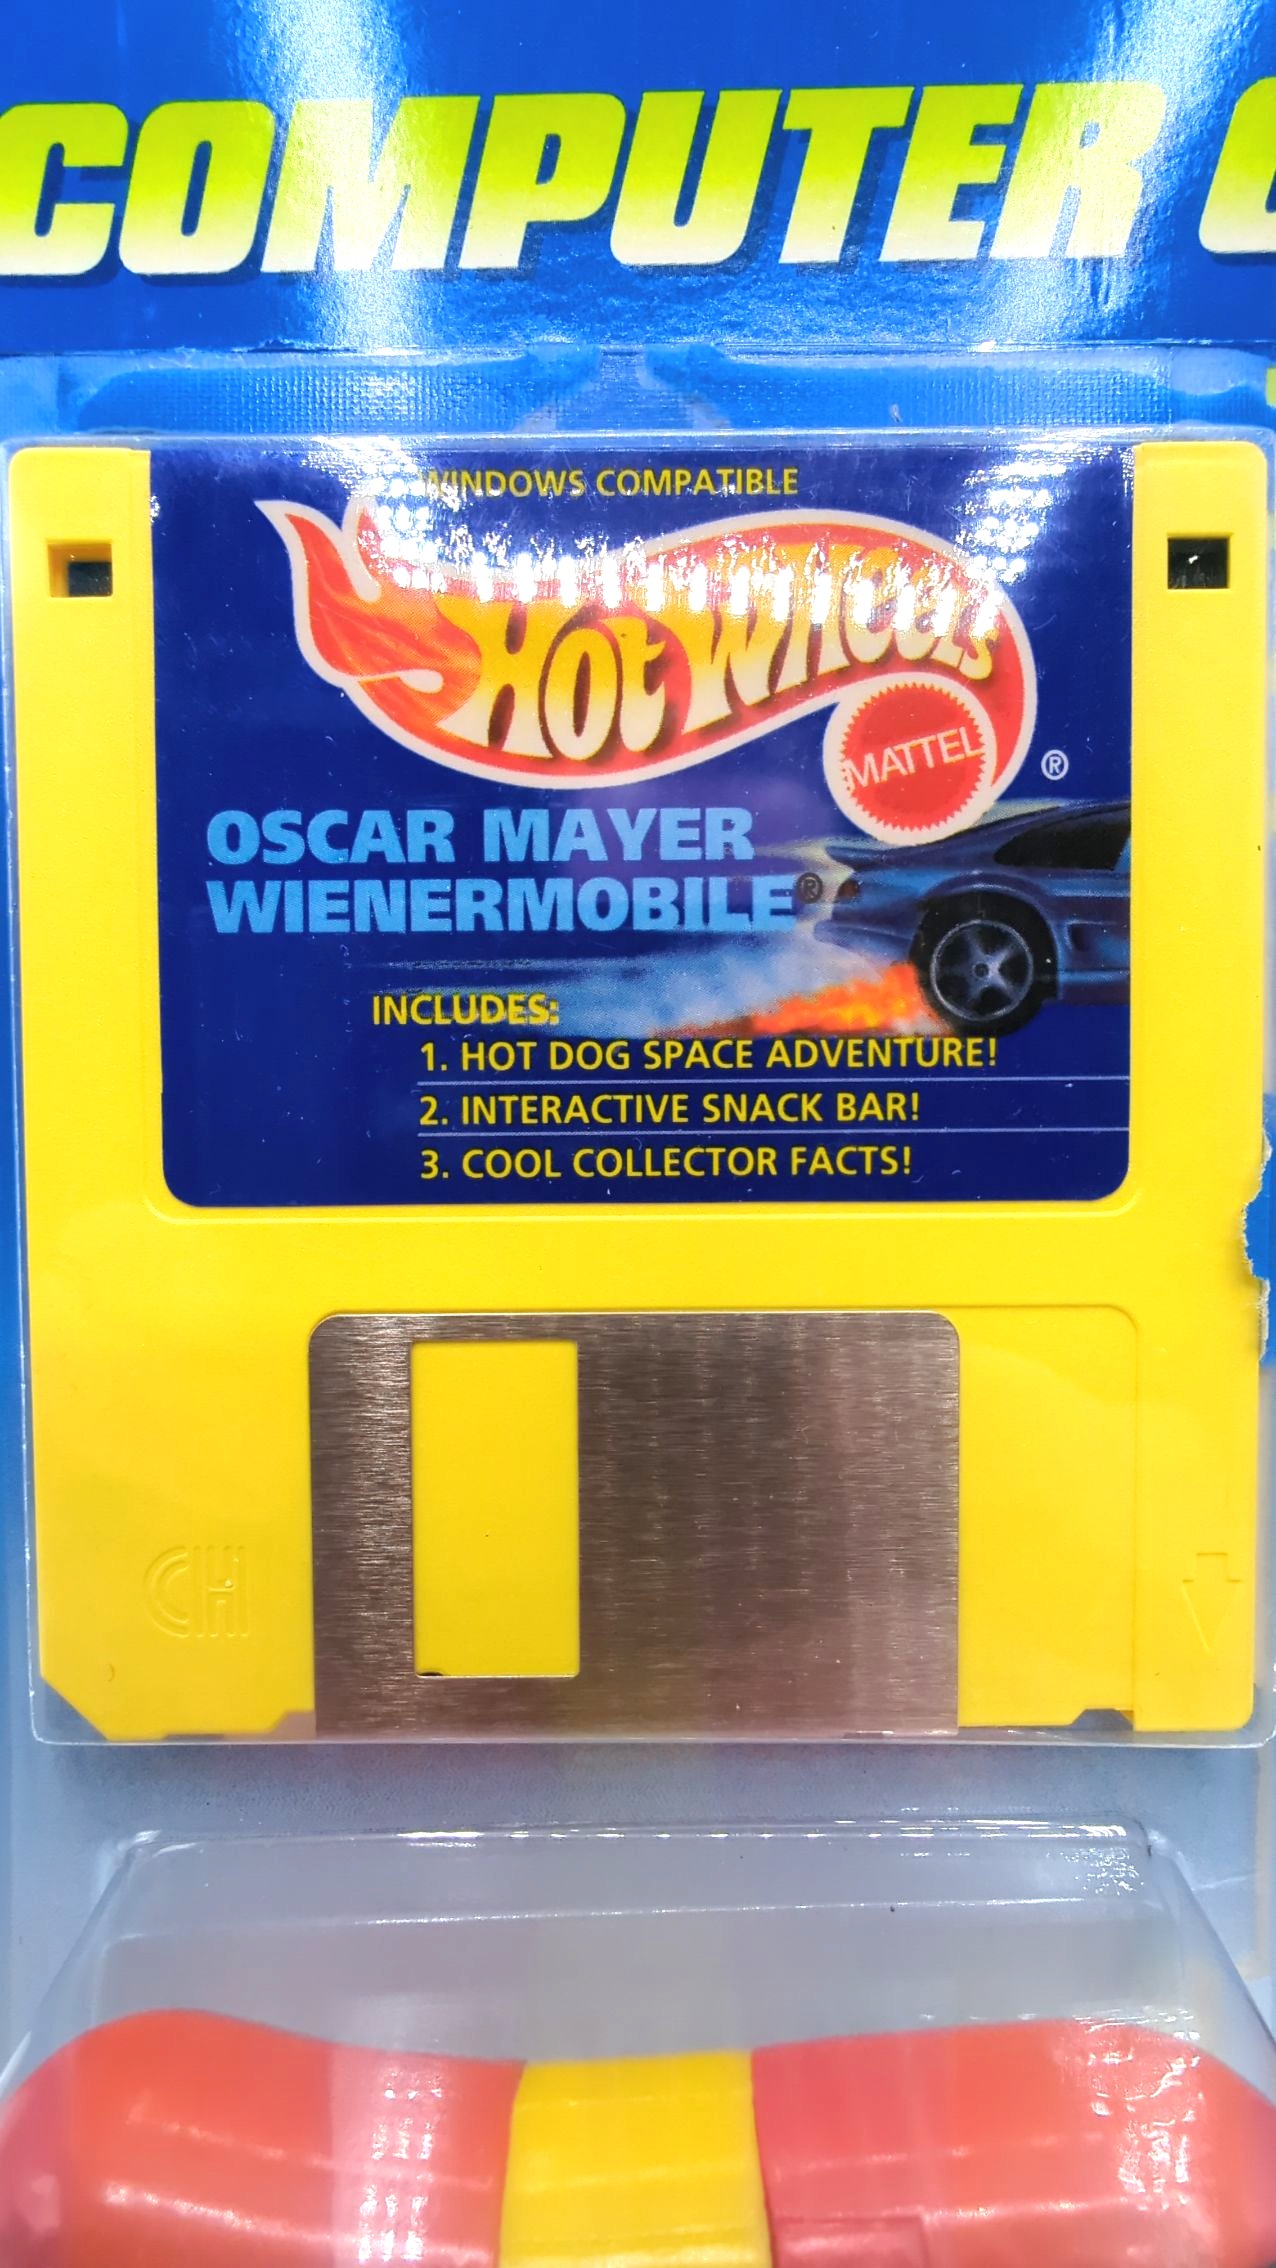 COMPUTER
WINDOWS COMPATIBLE
HOT WHEELS
MATTEL
®
OSCAR MAYER
WIENERMOBILE®
INCLUDES:
1. HOT DOG SPACE ADVENTURE!
2. INTERACTIVE SNACK BAR!
3. COOL COLLECTOR FACTS!
CH